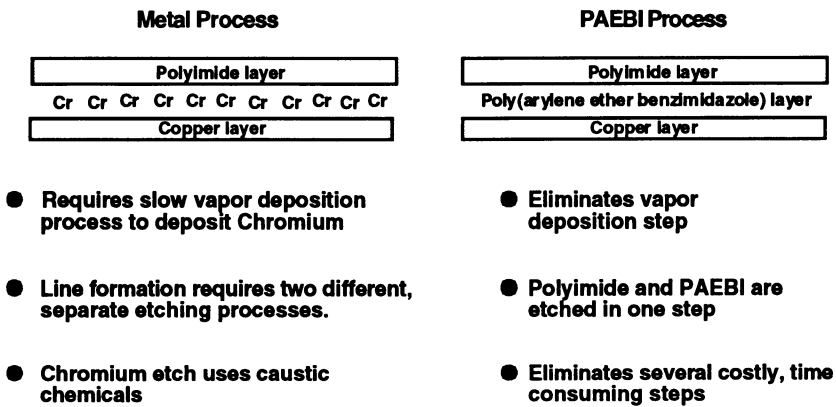 Metal Process
Polyimide layer
Cr Cr Cr Cr Cr Cr Cr Cr Cr Cr Cr
Copper layer
● Requires slow vapor deposition
process to deposit Chromium
● Line formation requires two different,
separate etching processes.
● Chromium etch uses caustic
chemicals
PAEBI Process
Polyimide layer
Poly(arylene ether benzimidazole) layer
Copper layer
● Eliminates vapor
deposition step
● Polyimide and PAEBI are
etched in one step
● Eliminates several costly, time
consuming steps